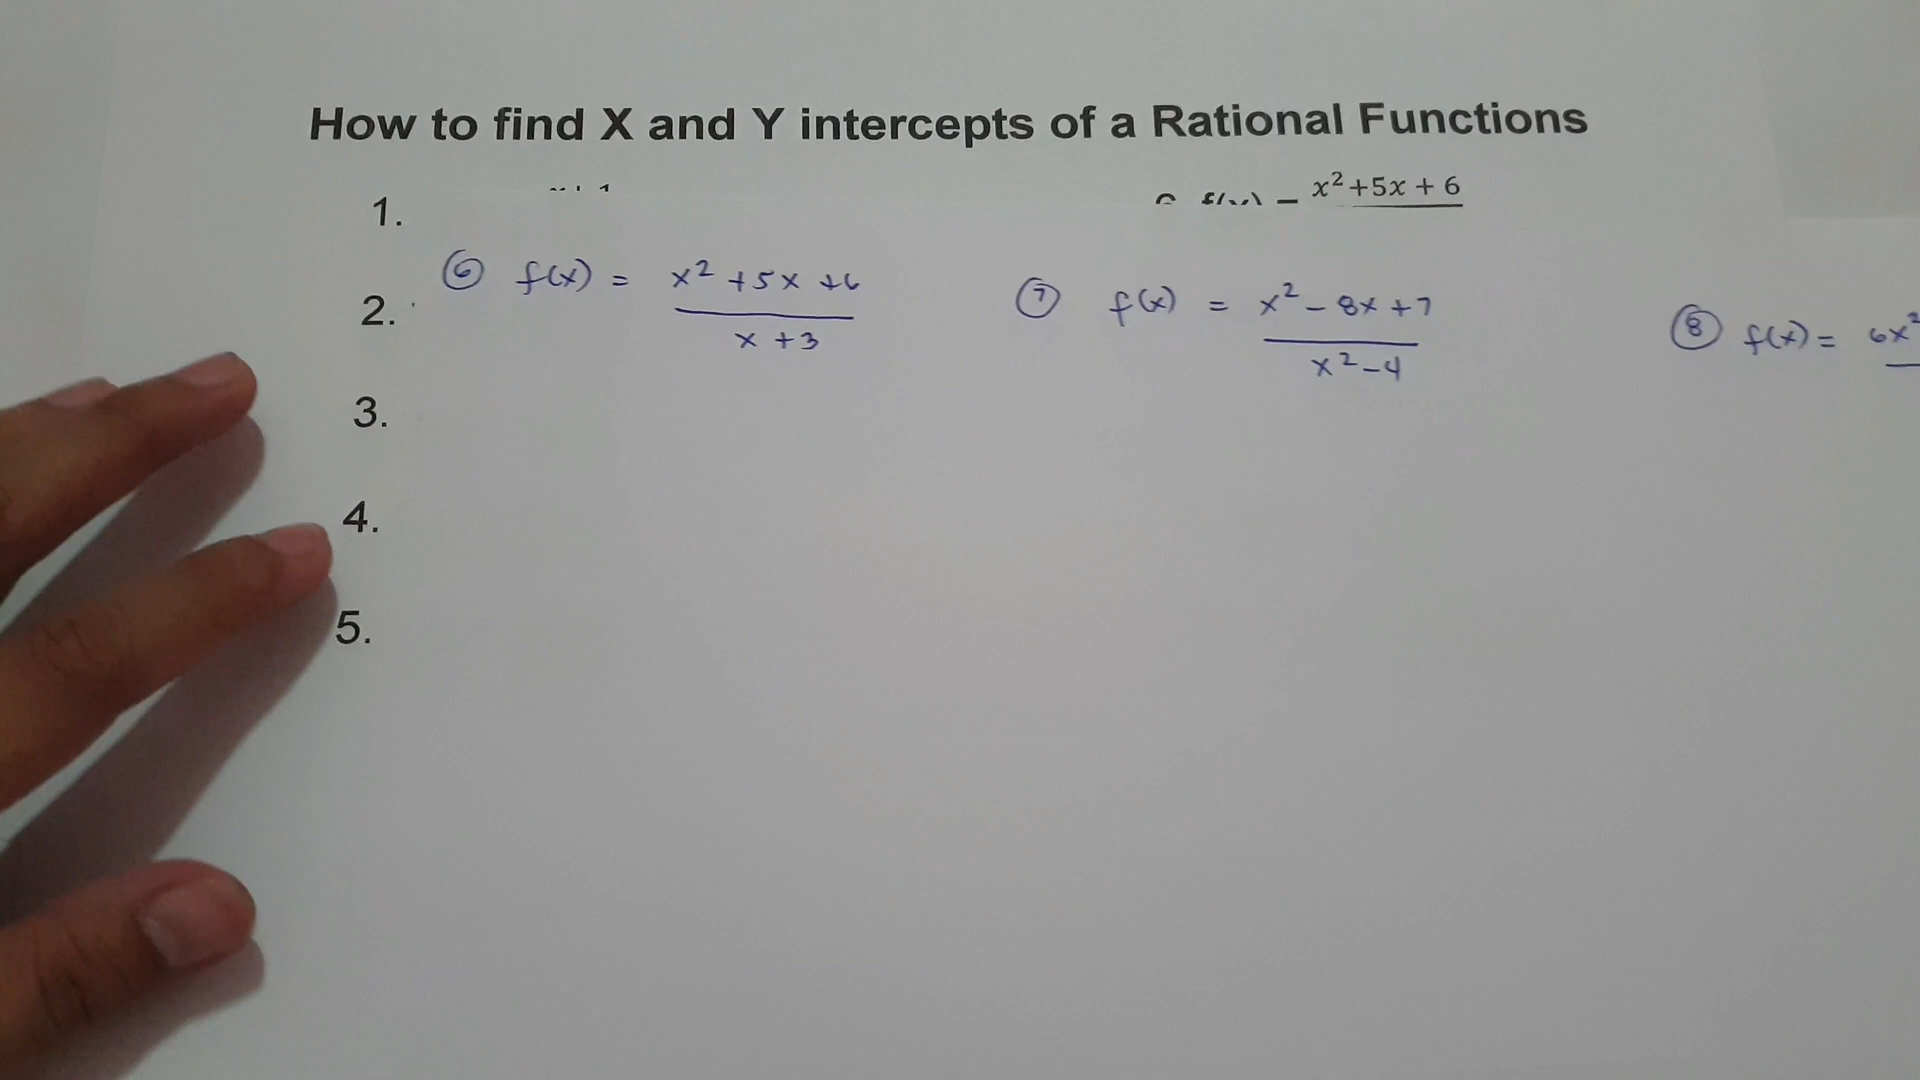 How to find X and Y intercepts of a Rational Functions
x²+5x + 6
1.
⑥ f(x) = x² +5x +6
x +3
⑦ f(x) = x² - 8x +7
x² - 4
⑧ f(x) = 6x²
2.
3.
4.
5.